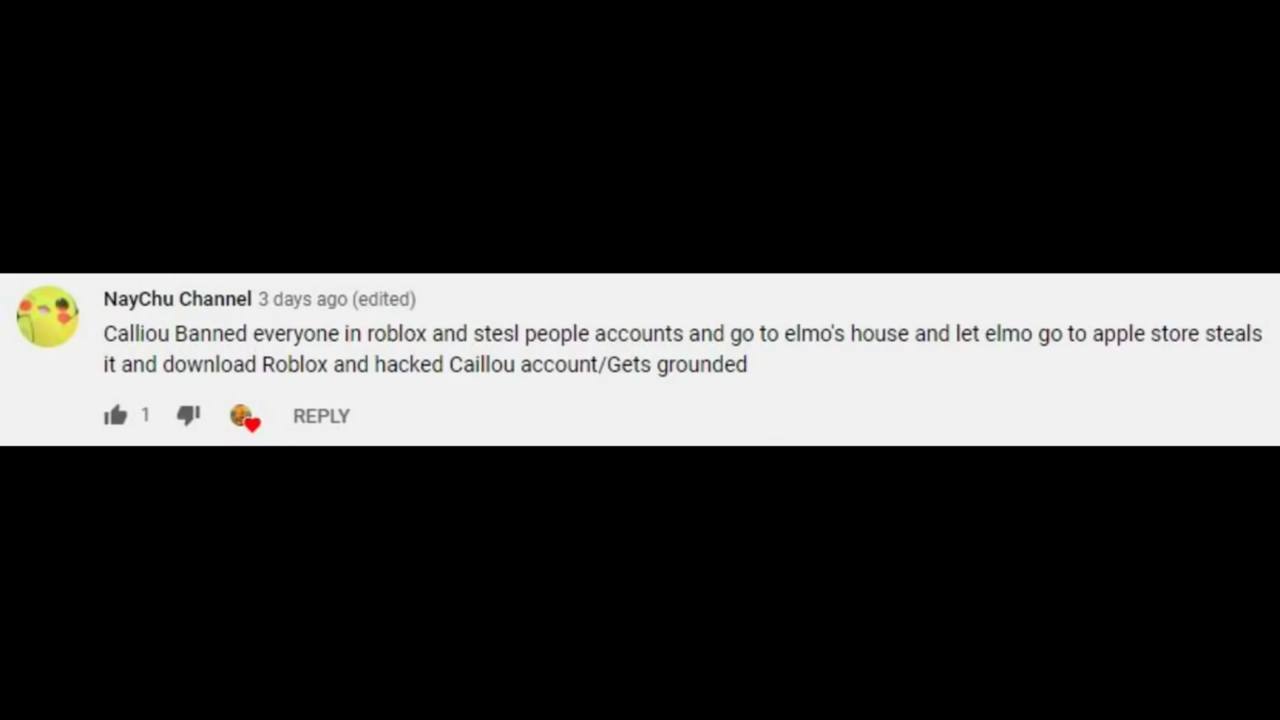 NayChu Channel 3 days ago (edited)
Calliou Banned everyone in roblox and stesl people accounts and go to elmo's house and let elmo go to apple store steals
it and download Roblox and hacked Caillou account/Gets grounded
1 REPLY